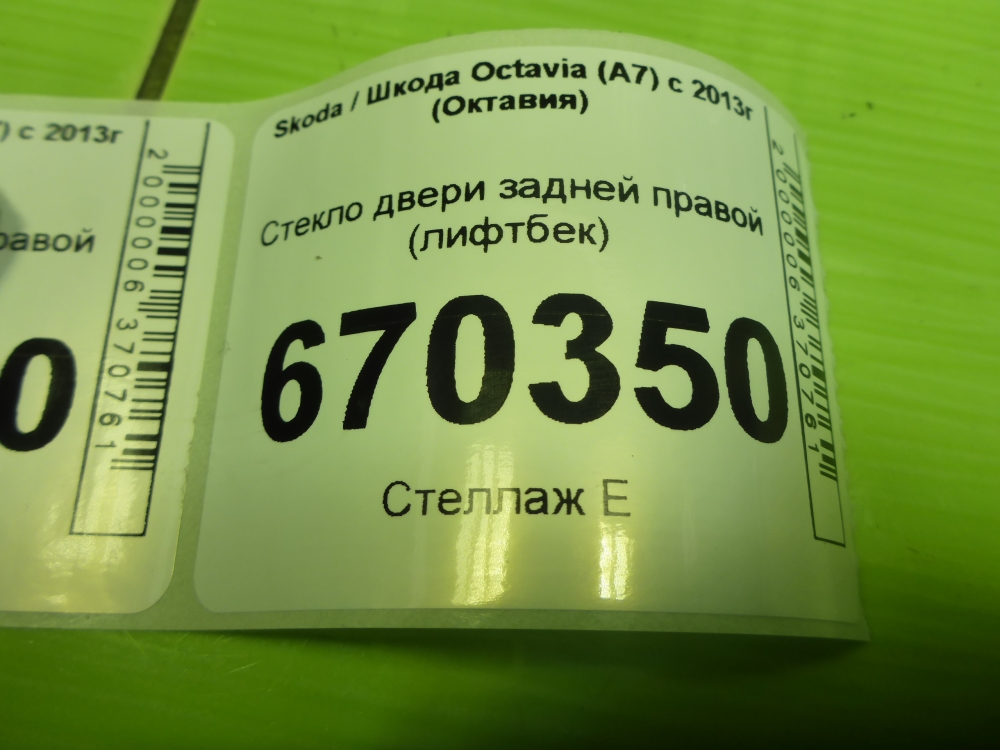 ) с 2013г
равой
0
2000006370761
Skoda / Шкода Octavia (A7) с 2013г
(Октавия)
Стекло двери задней правой
(лифтбек)
670350
Стеллаж Е
2000006370761